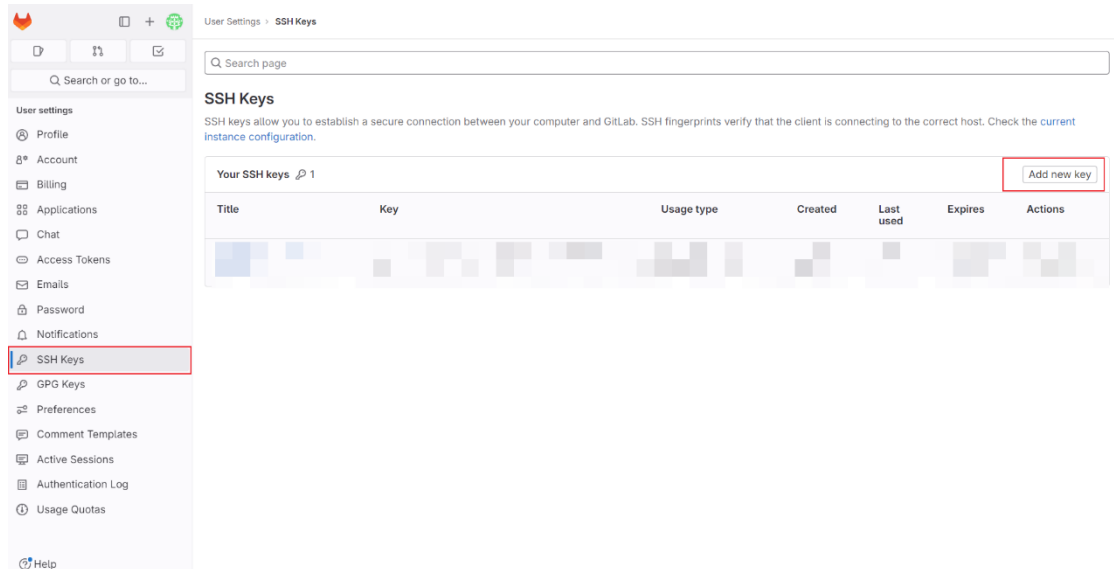 User Settings > SSH Keys
Search or go to...
Search page
User settings
Profile
Account
Billing
Applications
Chat
Access Tokens
Emails
Password
Notifications
SSH Keys
GPG Keys
Preferences
Comment Templates
Active Sessions
Authentication Log
Usage Quotas
Help
SSH Keys
SSH keys allow you to establish a secure connection between your computer and GitLab. SSH fingerprints verify that the client is connecting to the correct host. Check the current
instance configuration.
Your SSH keys 1
Add new key
Title Key Usage type Created Last used Expires Actions